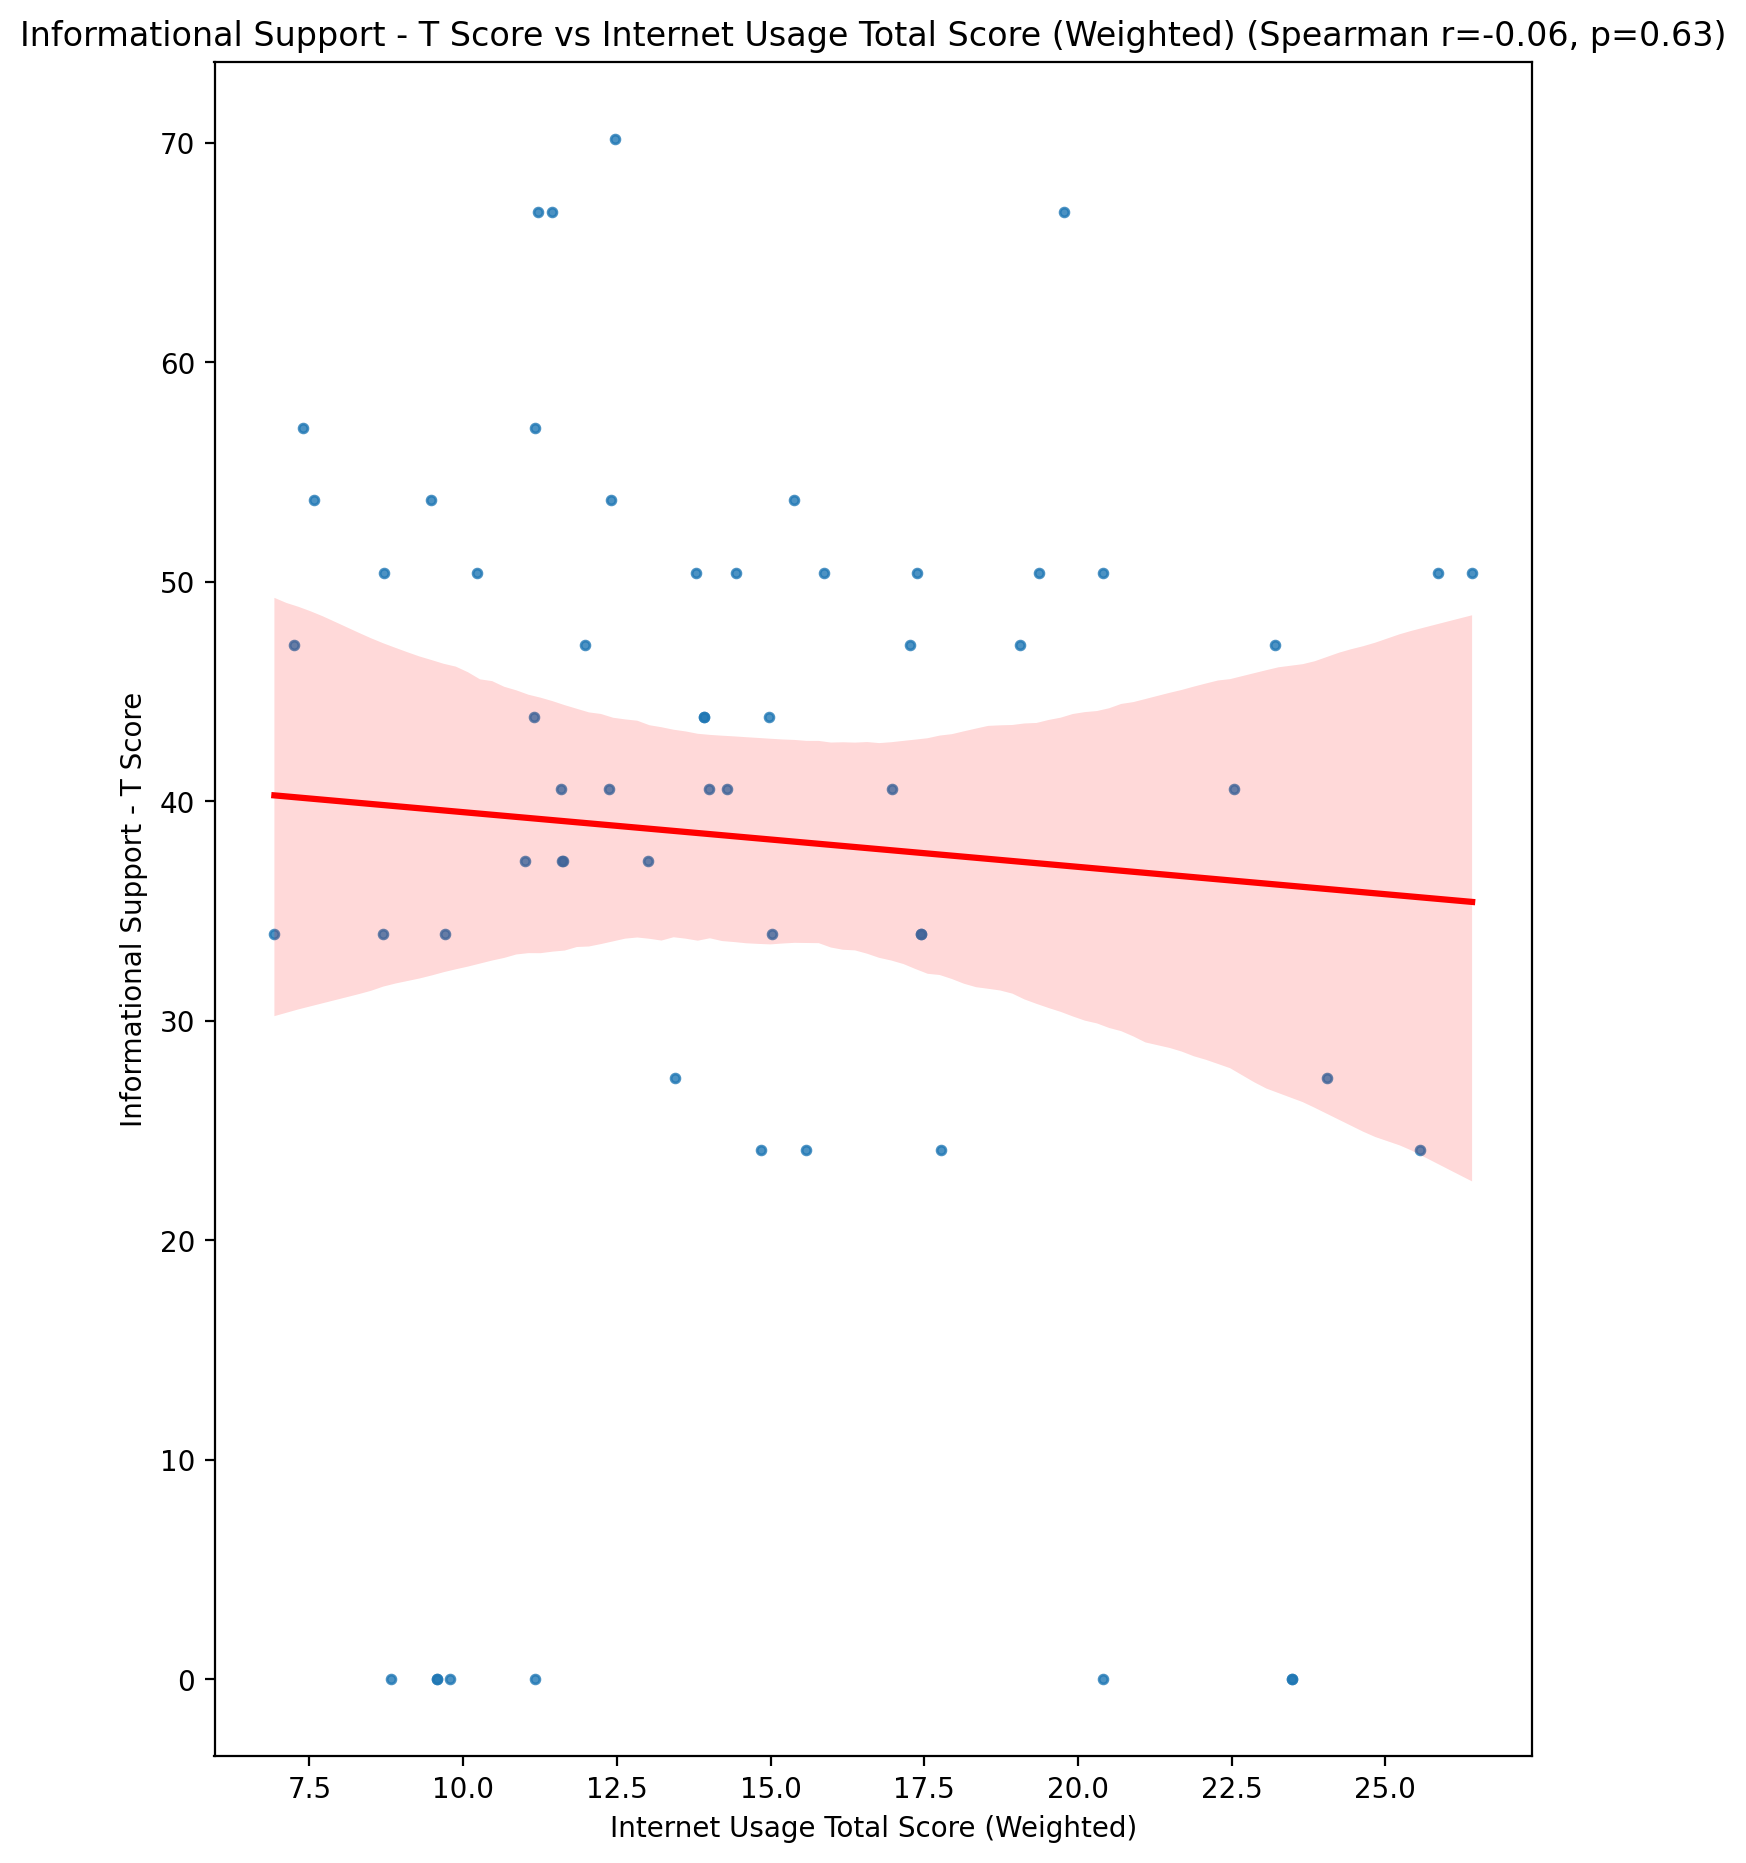 Informational Support - T Score vs Internet Usage Total Score (Weighted) (Spearman r=-0.06, p=0.63)
Informational Support - T Score
70
60
50
40
30
20
10
0
7.5 10.0 12.5 15.0 17.5 20.0 22.5 25.0
Internet Usage Total Score (Weighted)